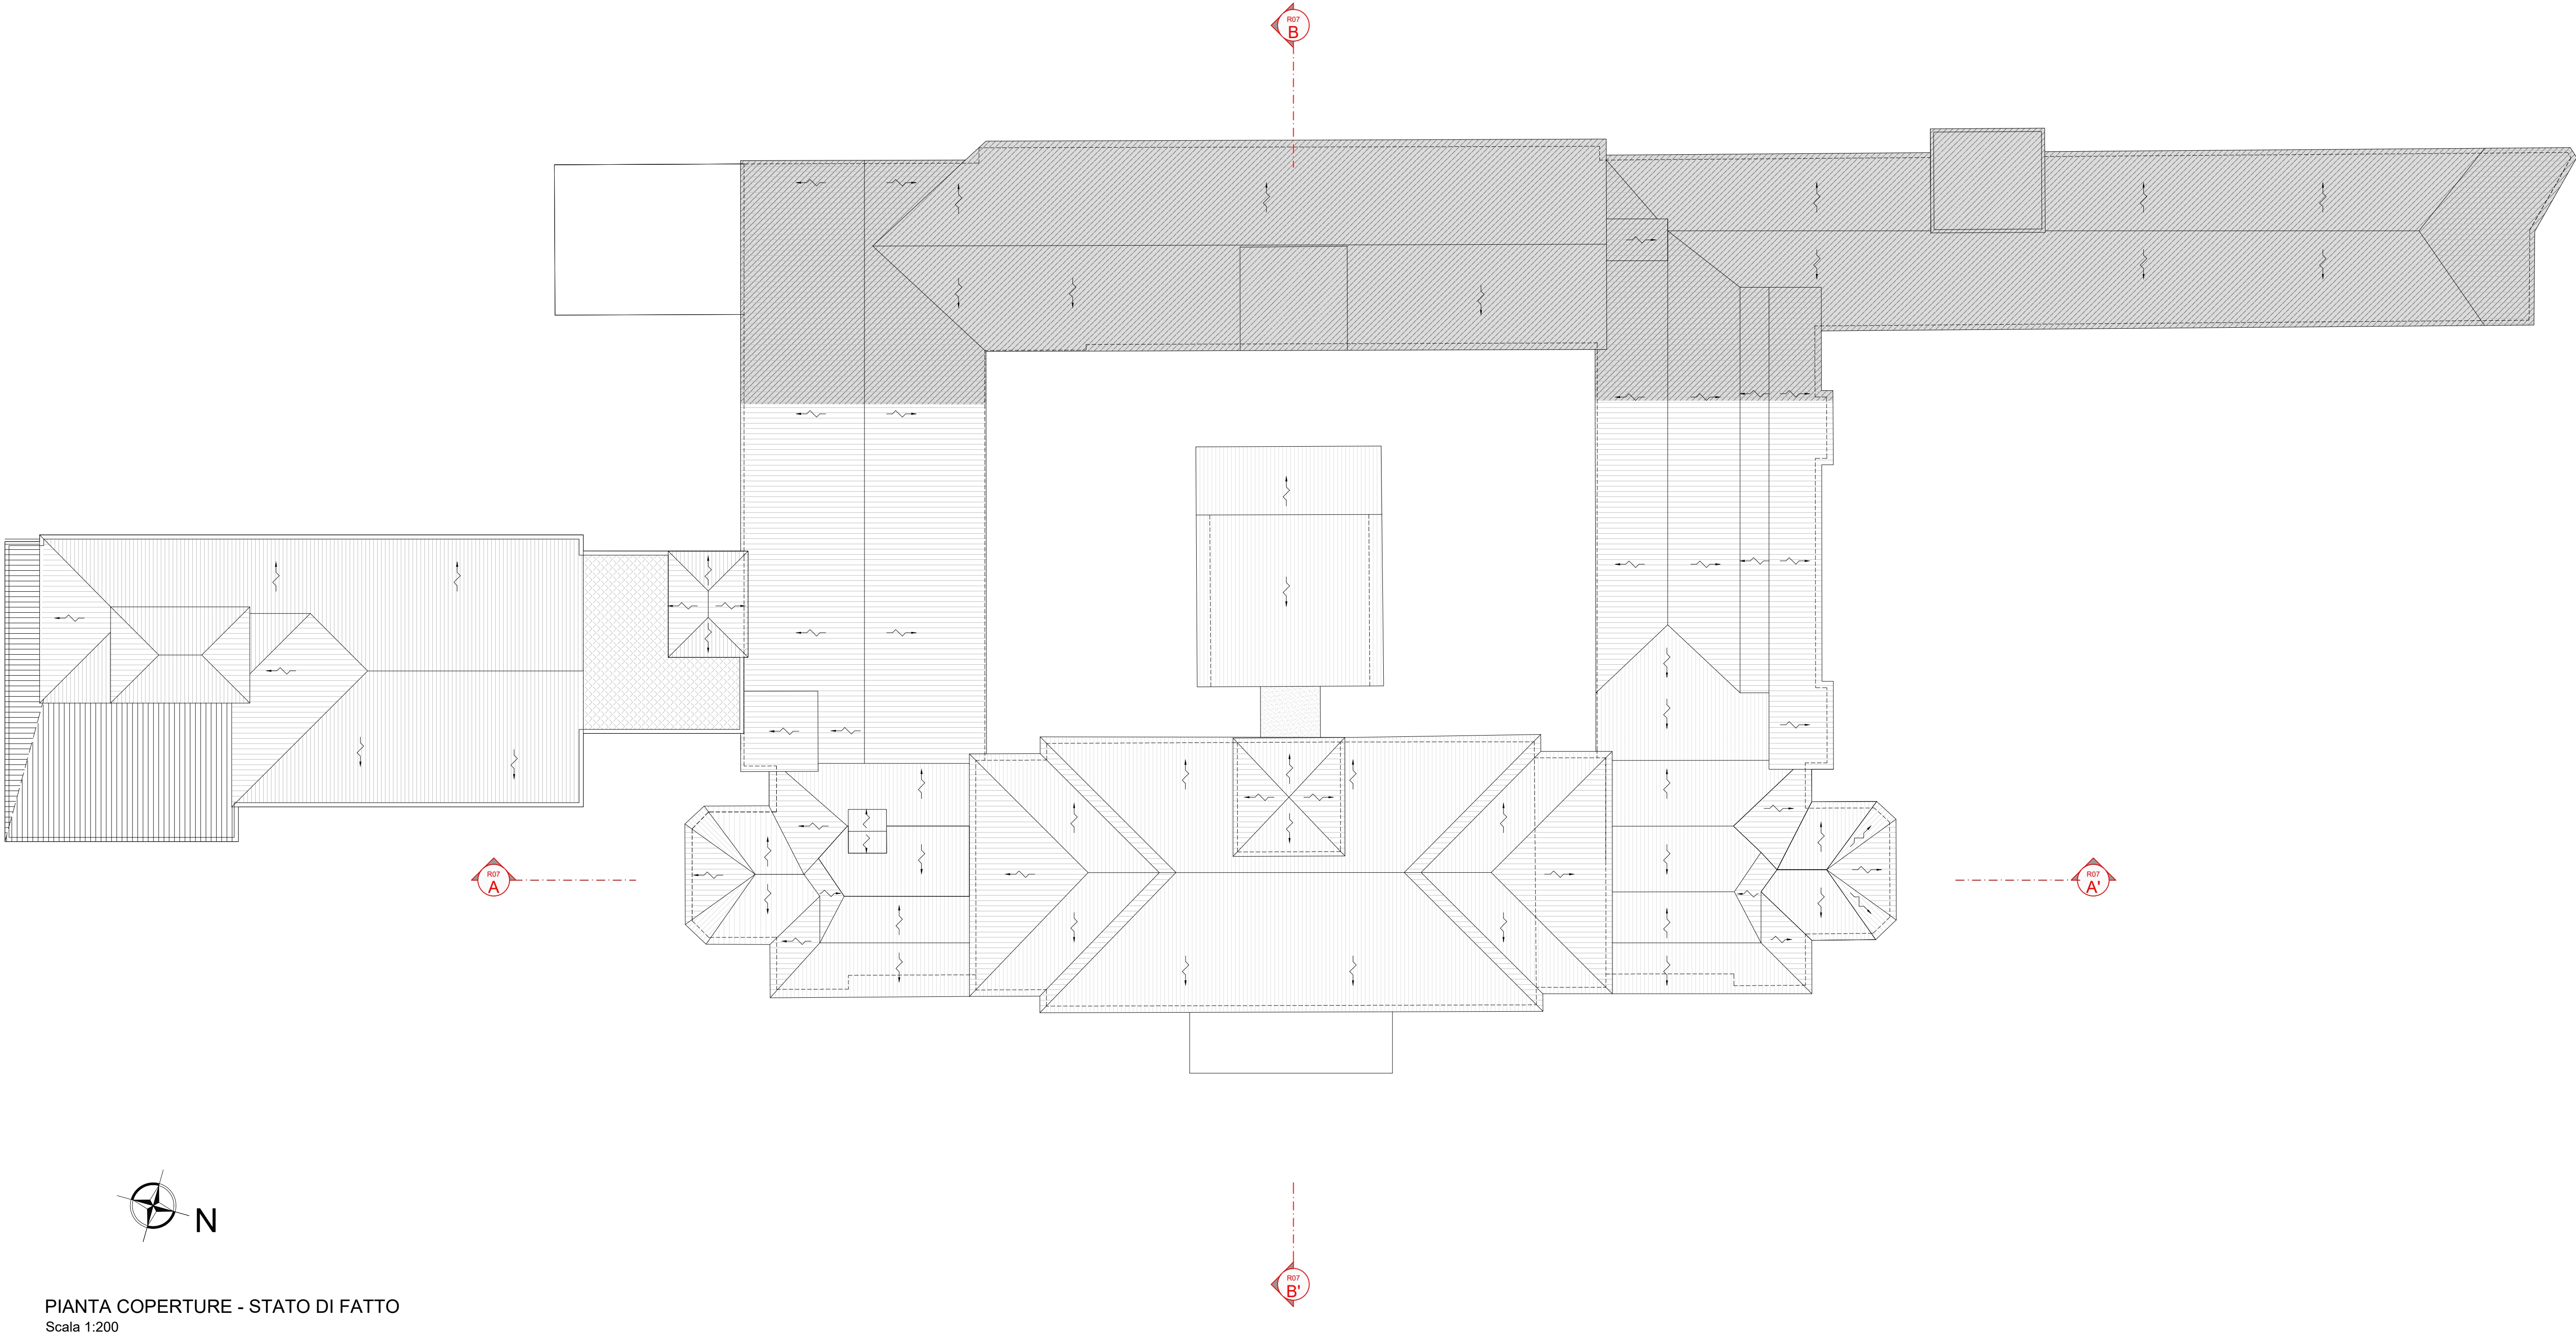 R07
B
R07
A
R07
A'
N
R07
B'
PIANTA COPERTURE - STATO DI FATTO
Scala 1:200